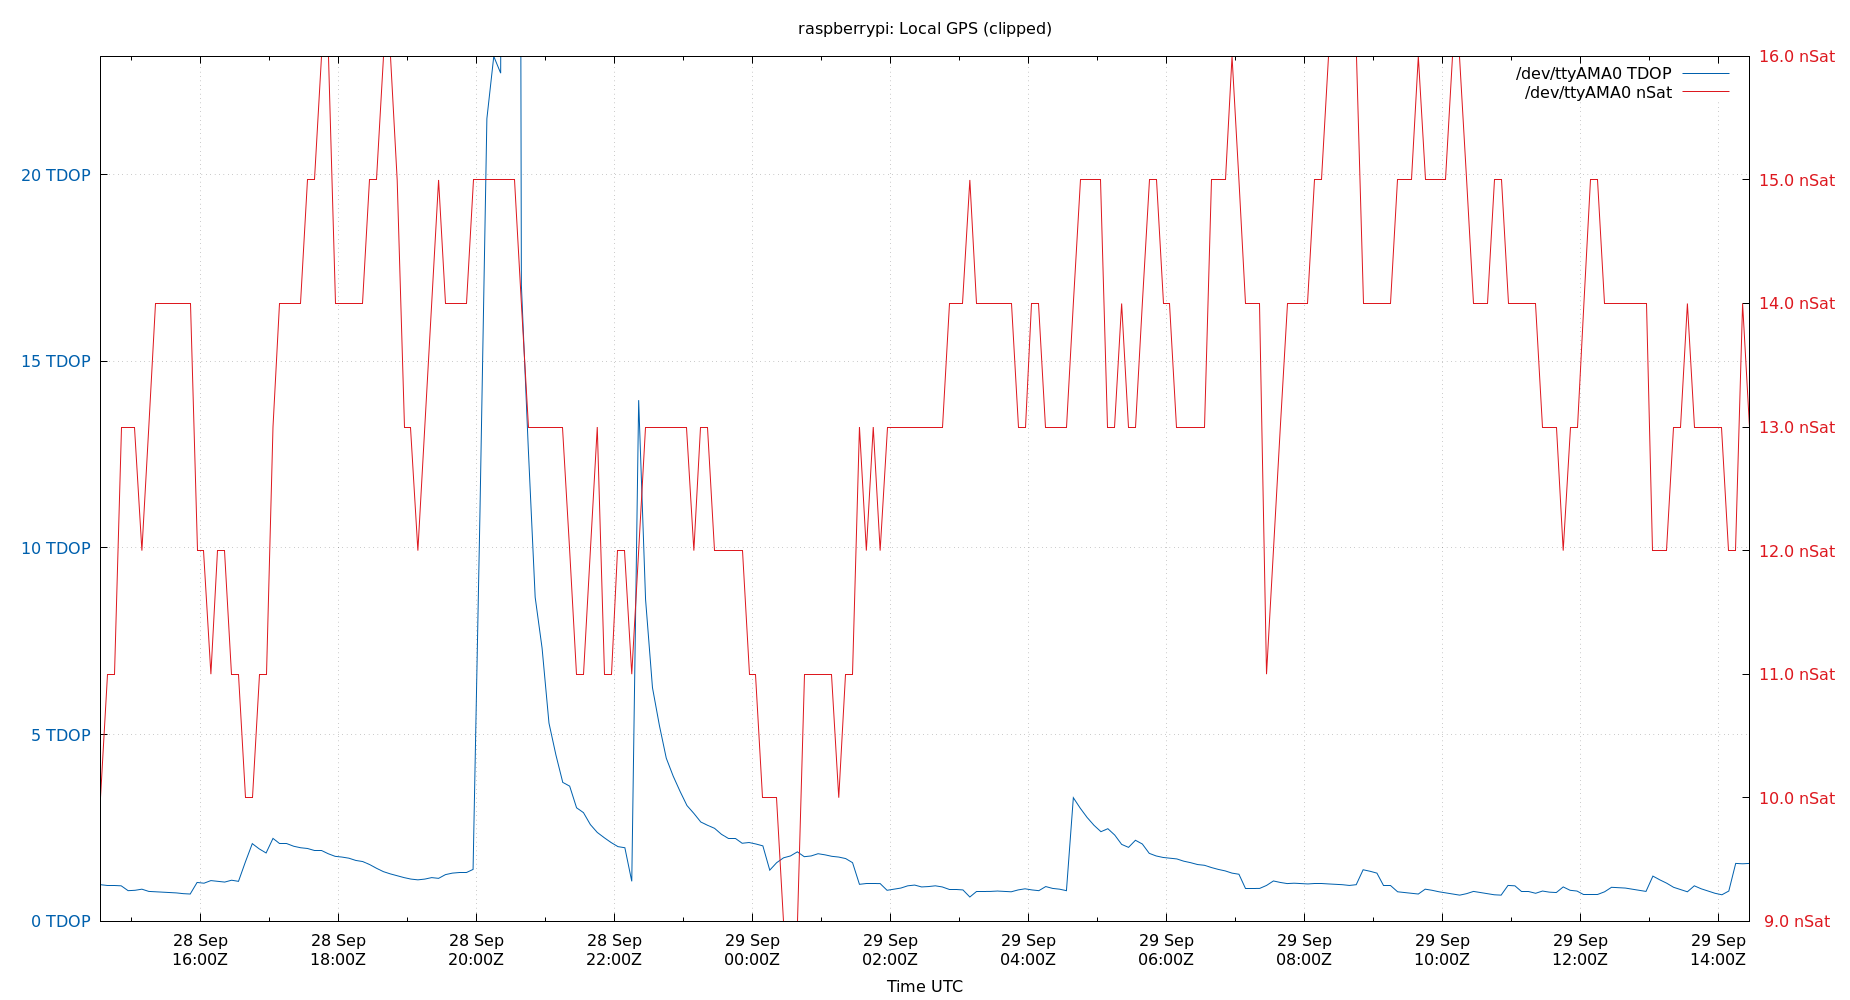 raspberrypi: Local GPS (clipped)
16.0 nSat
/dev/ttyAMA0 TDOP
/dev/ttyAMA0 nSat
20 TDOP
15.0 nSat
14.0 nSat
15 TDOP
13.0 nSat
10 TDOP
12.0 nSat
11.0 nSat
5 TDOP
10.0 nSat
0 TDOP
9.0 nSat
28 Sep 28 Sep 28 Sep 28 Sep 29 Sep 29 Sep 29 Sep 29 Sep 29 Sep 29 Sep 29 Sep 29 Sep
16:00Z 18:00Z 20:00Z 22:00Z 00:00Z 02:00Z 04:00Z 06:00Z 08:00Z 10:00Z 12:00Z 14:00Z
Time UTC